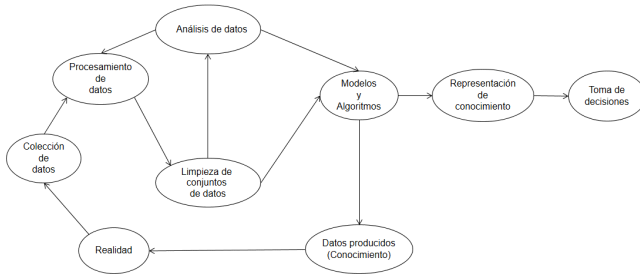 Análisis de datos
Procesamiento
de
datos
Modelos
y
Algoritmos
Representación
de
conocimiento
Toma de
decisiones
Colección
de
datos
Limpieza de
conjuntos
de datos
Realidad
Datos producidos
(Conocimiento)